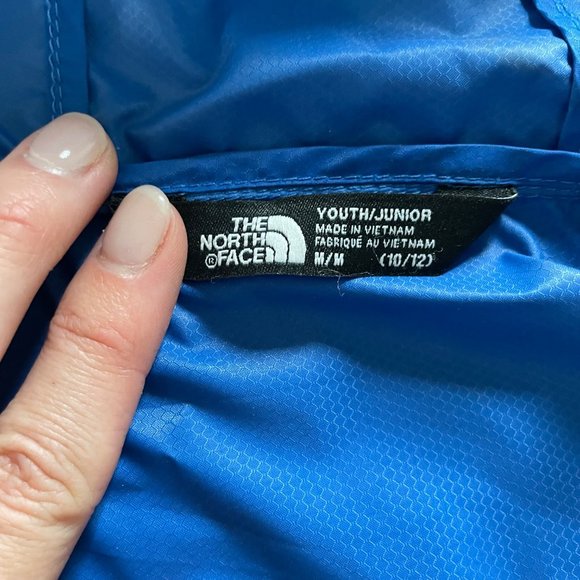 THE
NORTH
®FACE
YOUTH/JUNIOR
MADE IN VIETNAM
FABRIQUÉ AU VIETNAM
M/M (10/12)